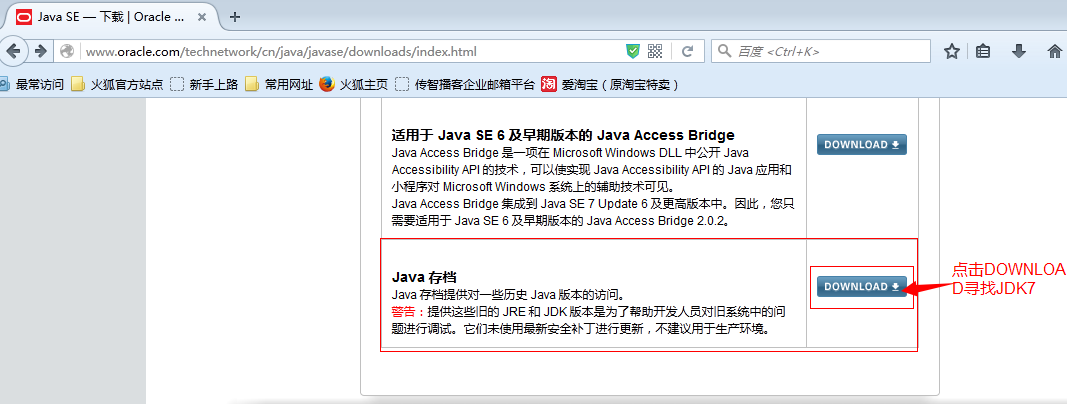 Java SE — 下载 | Oracle ...
www.oracle.com/technetwork/cn/java/javase/downloads/index.html
百度 <Ctrl+K>
最常访问 火狐官方站点 新手上路 常用网址 火狐主页 传智播客企业邮箱平台 淘 爱淘宝（原淘宝特卖）
适用于 Java SE 6 及早期版本的 Java Access Bridge
Java Access Bridge 是一项在 Microsoft Windows DLL 中公开 Java
Accessibility API 的技术，可以使实现 Java Accessibility API 的 Java 应用和
小程序对 Microsoft Windows 系统上的辅助技术可见。
Java Access Bridge 集成到 Java SE 7 Update 6 及更高版本中。因此，您只
需要适用于 Java SE 6 及早期版本的 Java Access Bridge 2.0.2。
DOWNLOAD
Java 存档
Java 存档提供对一些历史 Java 版本的访问。
警告：提供这些旧的 JRE 和 JDK 版本是为了帮助开发人员对旧系统中的问
题进行调试。它们未使用最新安全补丁进行更新，不建议用于生产环境。
DOWNLOAD
点击DOWNLOA
D寻找JDK7